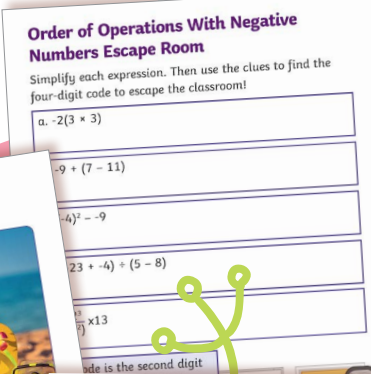 Order of Operations With Negative
Numbers Escape Room
Simplify each expression. Then use the clues to find the
four-digit code to escape the classroom!
a. -2(3 × 3)
-9 + (7 – 11)
-4)² – -9
23 + -4) ÷ (5 – 8)
x13
is the second digit